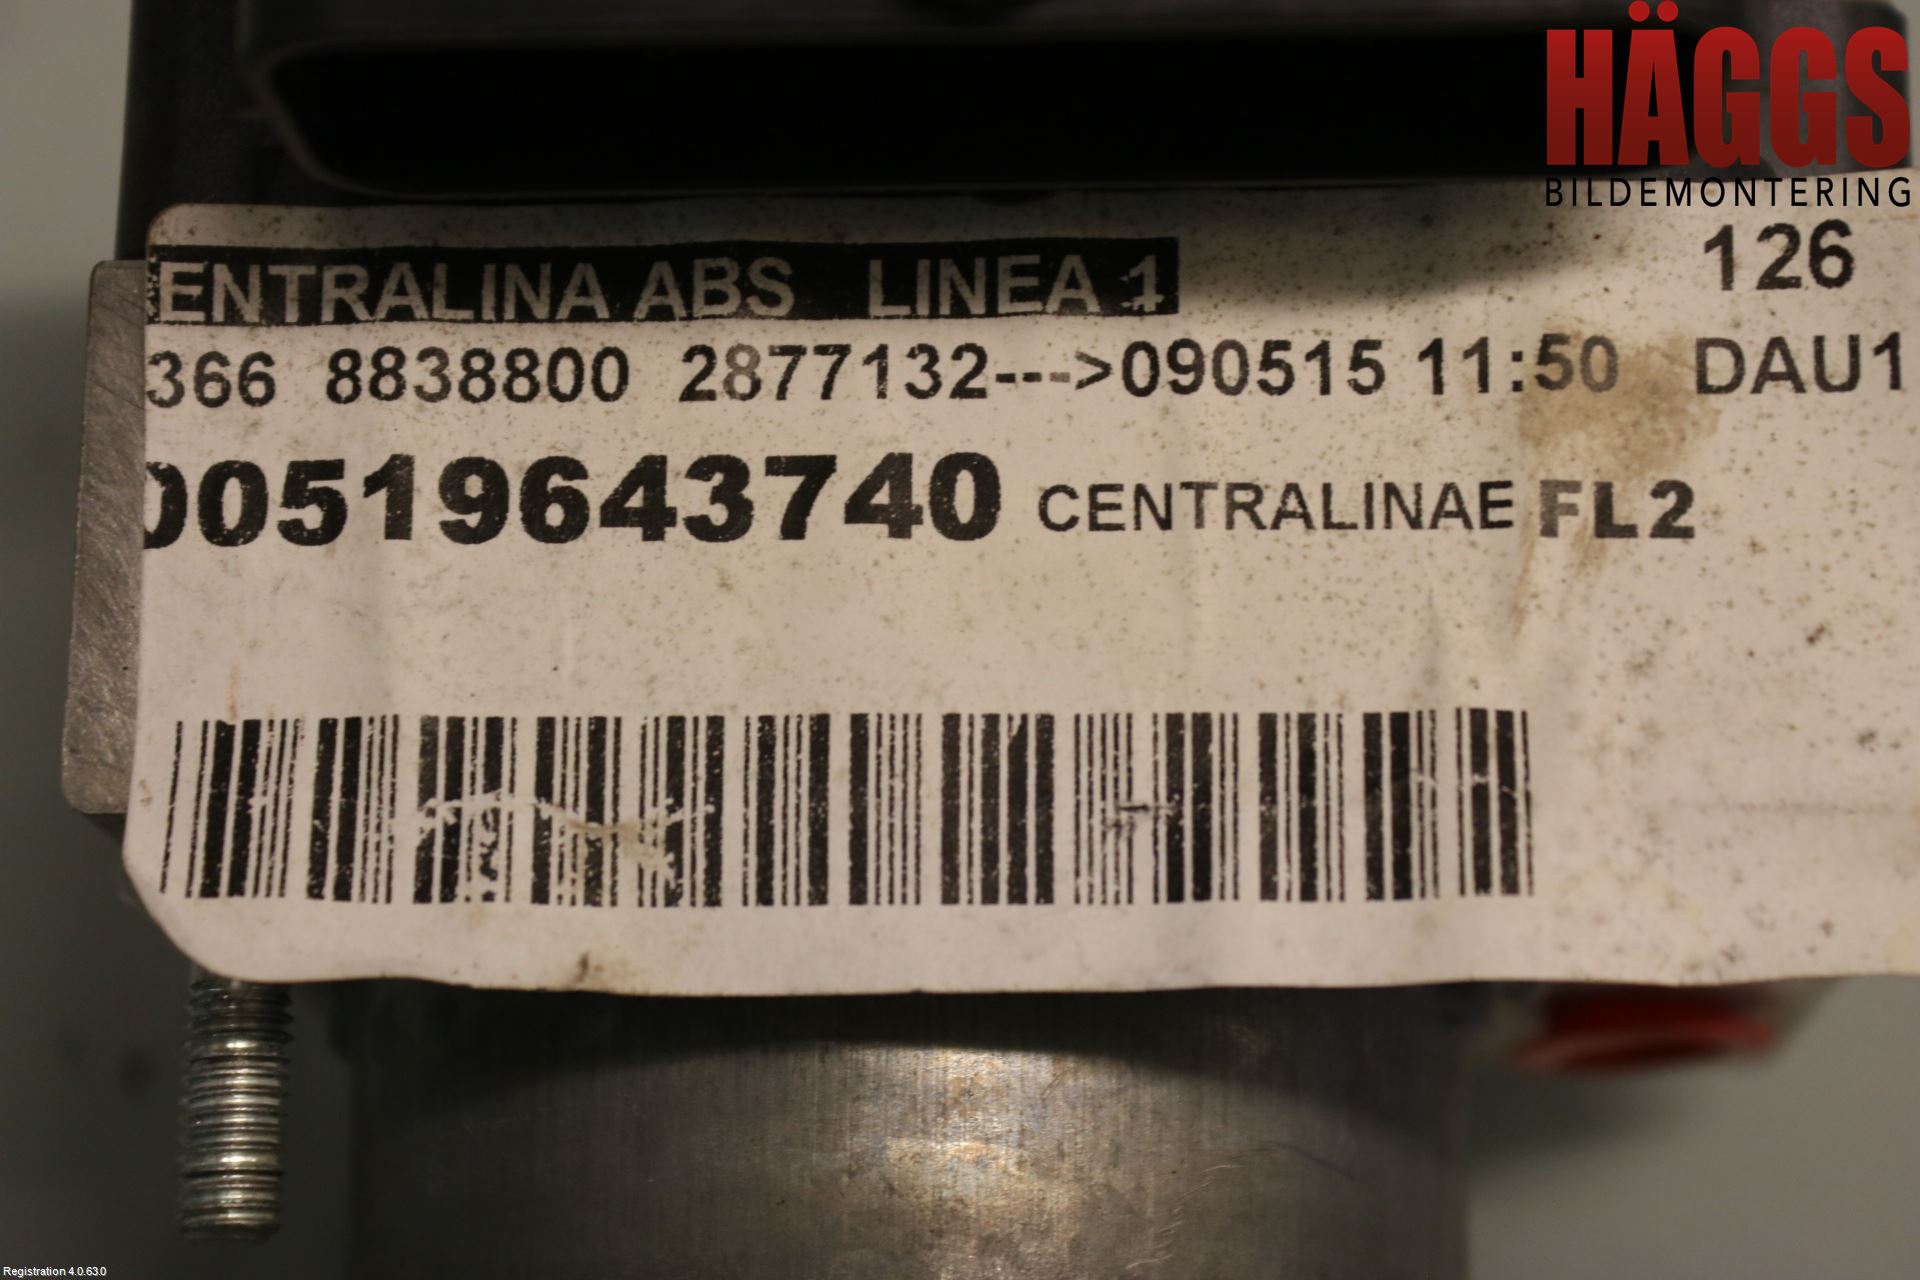 HÄGGS
BILDEMONTERING
ENTRALINA ABS LINEA 1
126
366 8838800 2877132--->090515 11:50 DAU1
00519643740 CENTRALINAE FL2
Registration 4.0.63.0